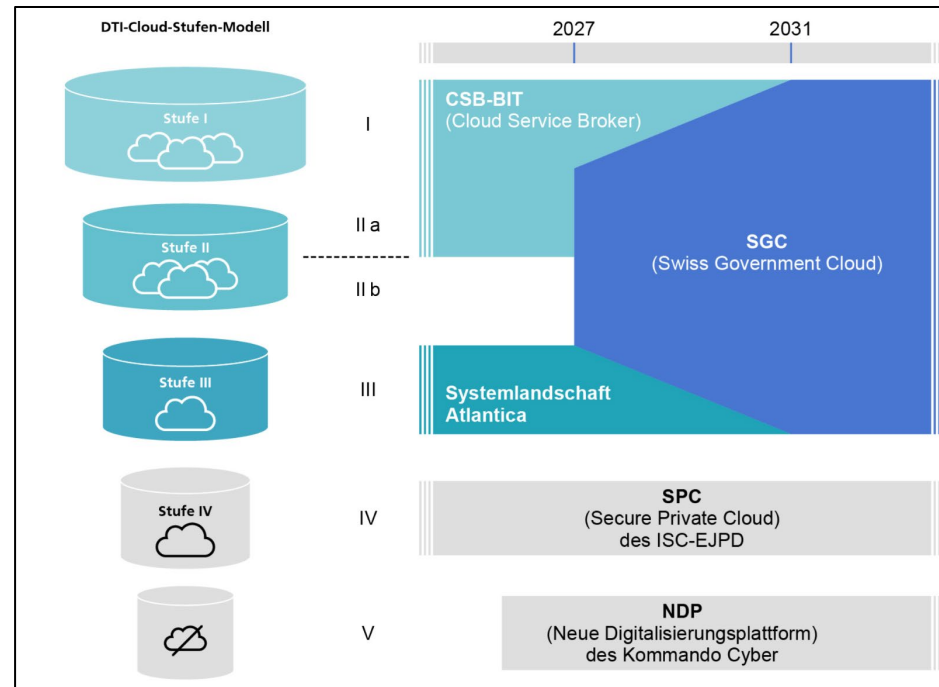 DTI-Cloud-Stufen-Modell
2027
2031
Stufe I
I
CSB-BIT
(Cloud Service Broker)
Stufe II
II a
II b
SGC
(Swiss Government Cloud)
Stufe III
III
Systemlandschaft
Atlantica
Stufe IV
IV
SPC
(Secure Private Cloud)
des ISC-EJPD
V
NDP
(Neue Digitalisierungsplattform)
des Kommando Cyber